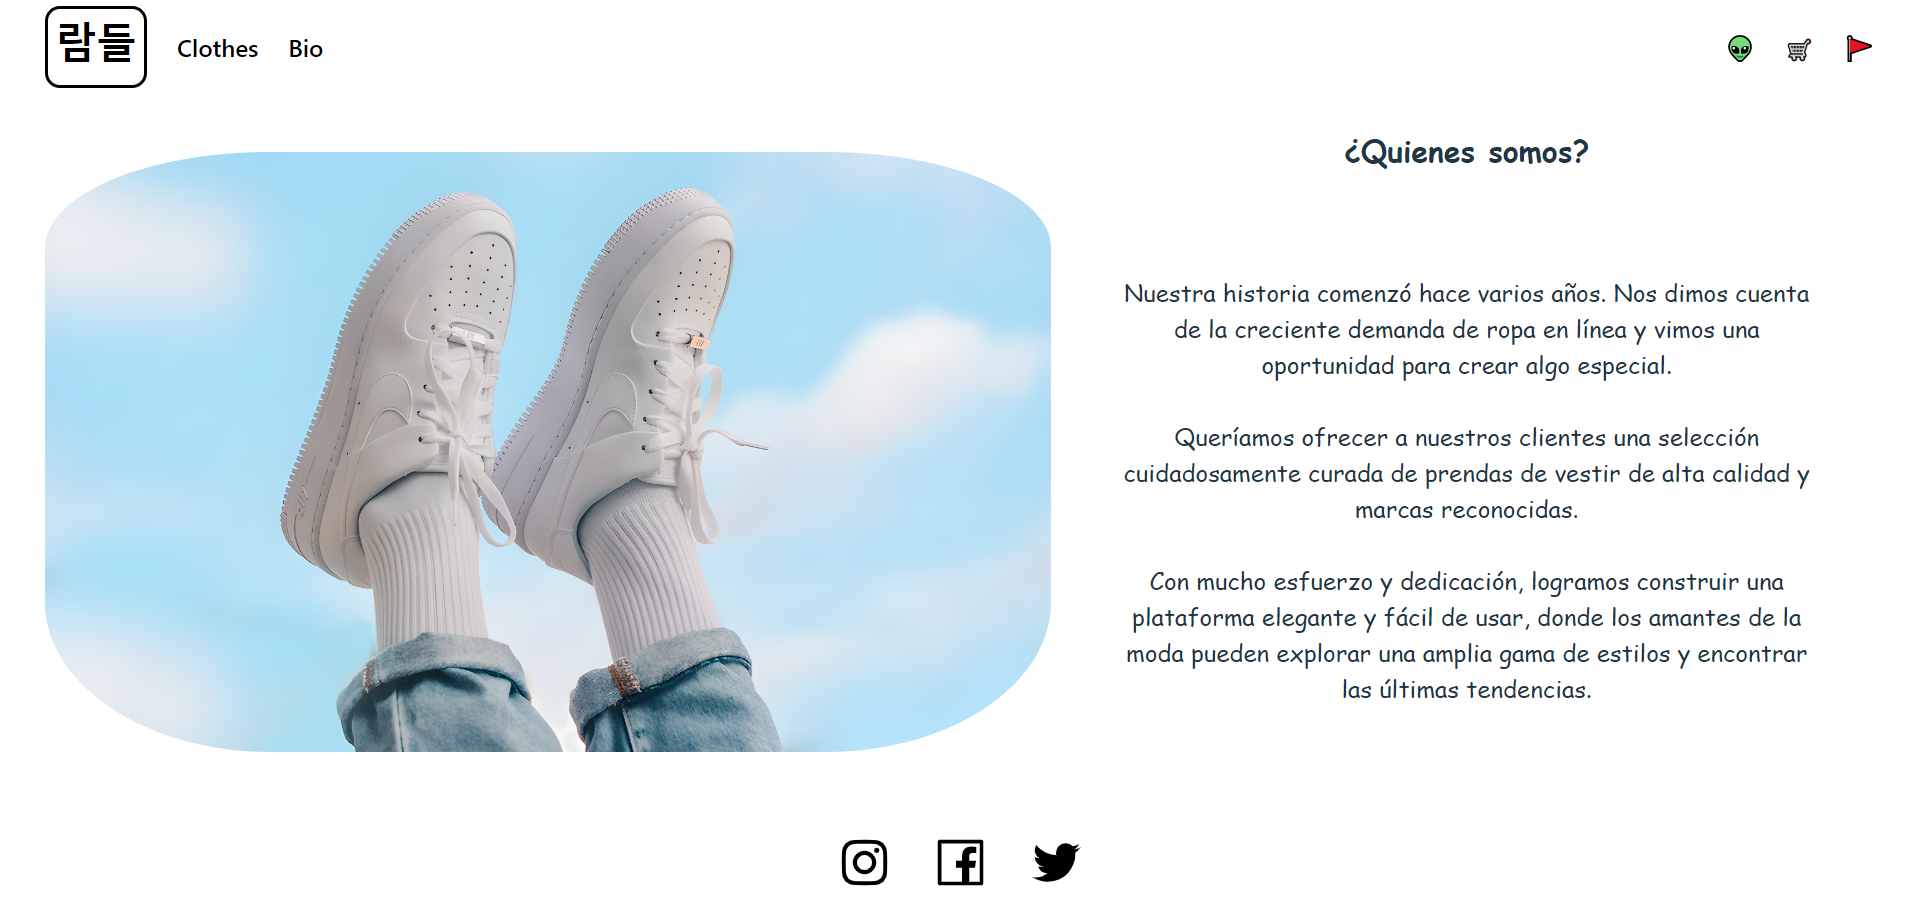 람들
Clothes
Bio
¿Quienes somos?
Nuestra historia comenzó hace varios años. Nos dimos cuenta
de la creciente demanda de ropa en línea y vimos una
oportunidad para crear algo especial.
Queríamos ofrecer a nuestros clientes una selección
cuidadosamente curada de prendas de vestir de alta calidad y
marcas reconocidas.
Con mucho esfuerzo y dedicación, logramos construir una
plataforma elegante y fácil de usar, donde los amantes de la
moda pueden explorar una amplia gama de estilos y encontrar
las últimas tendencias.